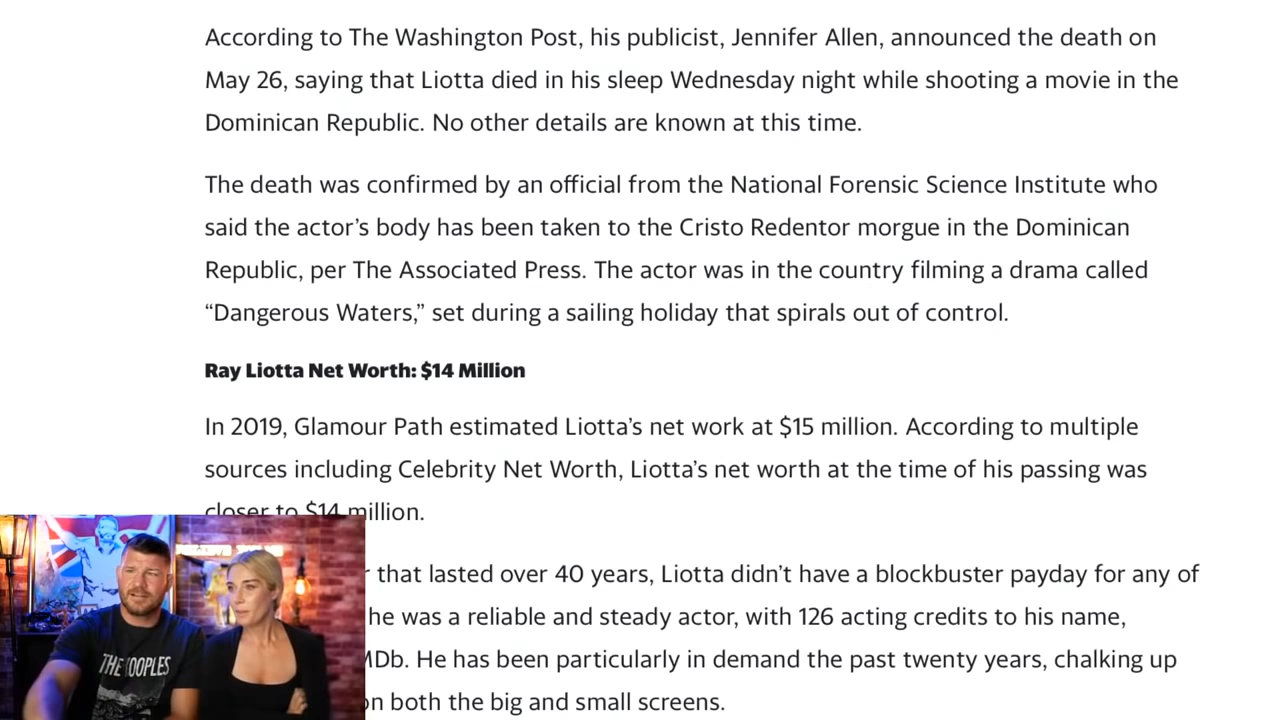 According to The Washington Post, his publicist, Jennifer Allen, announced the death on
May 26, saying that Liotta died in his sleep Wednesday night while shooting a movie in the
Dominican Republic. No other details are known at this time.
The death was confirmed by an official from the National Forensic Science Institute who
said the actor’s body has been taken to the Cristo Redentor morgue in the Dominican
Republic, per The Associated Press. The actor was in the country filming a drama called
“Dangerous Waters,” set during a sailing holiday that spirals out of control.
Ray Liotta Net Worth: $14 Million
In 2019, Glamour Path estimated Liotta’s net work at $15 million. According to multiple
sources including Celebrity Net Worth, Liotta’s net worth at the time of his passing was
closer to $14 million.
that lasted over 40 years, Liotta didn’t have a blockbuster payday for any of
he was a reliable and steady actor, with 126 acting credits to his name,
MDb. He has been particularly in demand the past twenty years, chalking up
on both the big and small screens.
THE KOOPLES